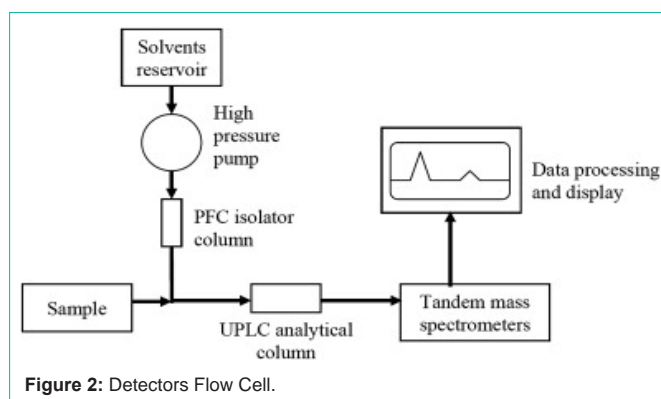 Solvents
reservoir
High
pressure
pump
PFC isolator
column
Sample
UPLC analytical
column
Tandem mass
spectrometers
Data processing
and display
Figure 2: Detectors Flow Cell.